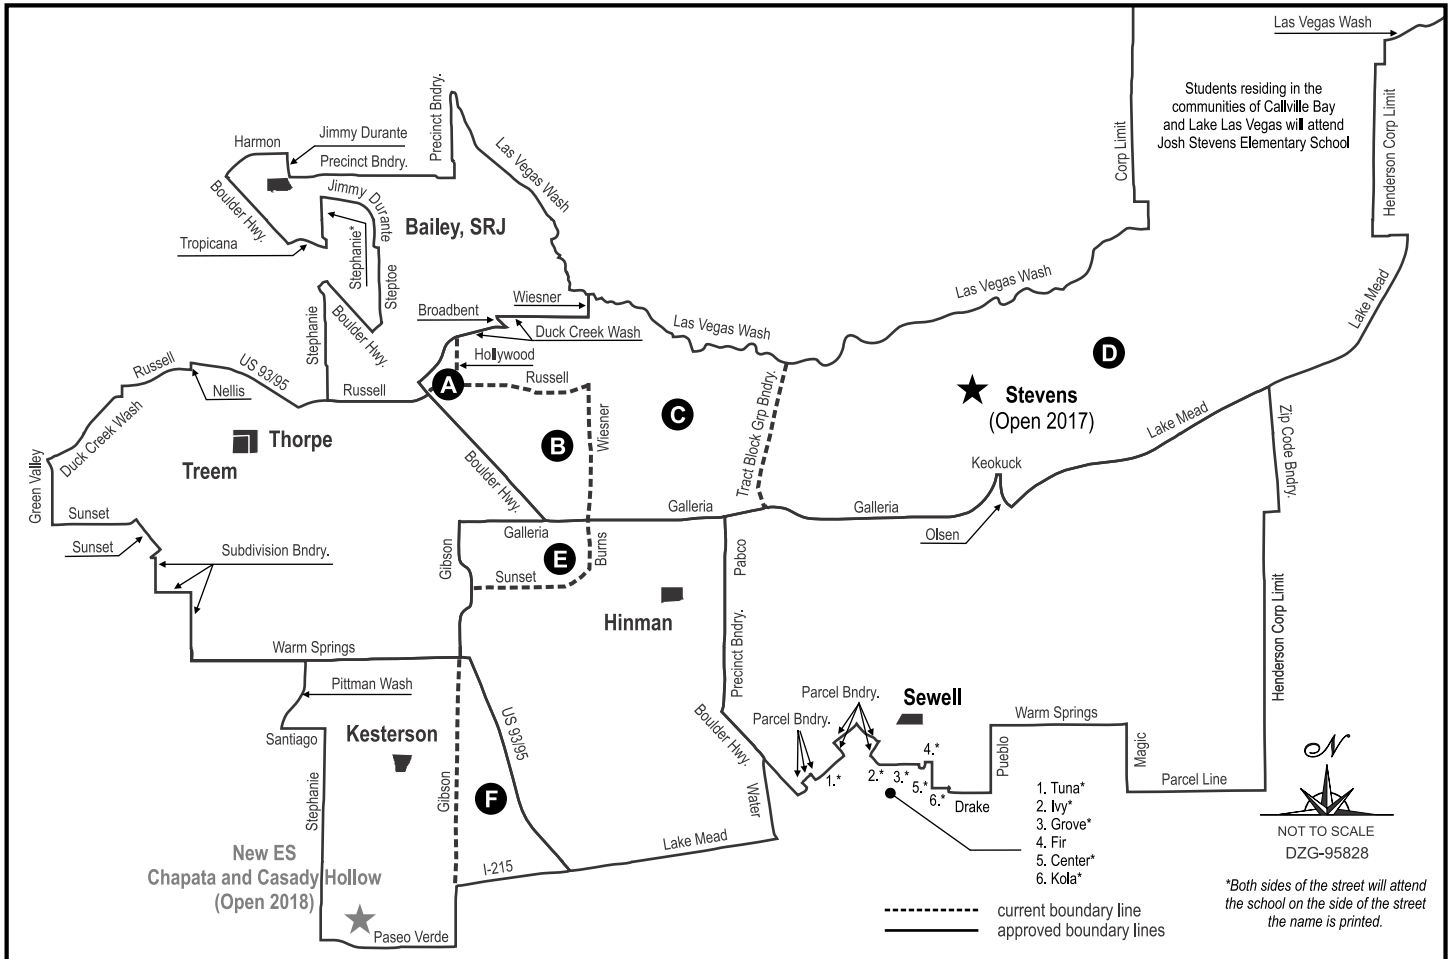 Las Vegas Wash
Students residing in the
communities of Callville Bay
and Lake Las Vegas will attend
Josh Stevens Elementary School
Henderson Corp Limit
Corp Limit
Precinct Bndry.
Harmon
Jimmy Durante
Precinct Bndry.
Las Vegas Wash
Boulder Hwy.
Jimmy Durante
Bailey, SRJ
Tropicana
Stephanie*
Steptoe
Las Vegas Wash
Lake Mead
Wiesner
Broadbent
Duck Creek Wash
Las Vegas Wash
Stephanie
Boulder Hwy.
Hollywood
D
Russell
US 93/95
Nellis
Russell
A
Russell
Stevens
(Open 2017)
C
Tract Block Grp Bndry.
Lake Mead
Zip Code Bndry.
Duck Creek Wash
Thorpe
Treem
B
Wiesner
Boulder Hwy.
Keokuck
Green Valley
Sunset
Galleria
Galleria
Galleria
Olsen
Sunset
Subdivision Bndry.
Gibson
E
Burns
Sunset
Pabco
Hinman
Henderson Corp Limit
Warm Springs
Precinct Bndry.
Pittman Wash
US 93/95
Boulder Hwy.
Parcel Bndry.
Parcel Bndry.
Sewell
Warm Springs
Santiago
Kesterson
Pueblo
Magic
N
4.*
1.*
2.*
3.*
5.*
6.*
Drake
Parcel Line
Stephanie
Gibson
F
Water
1. Tuna*
2. Ivy*
3. Grove*
4. Fir
5. Center*
6. Kola*
NOT TO SCALE
DZG-95828
Lake Mead
I-215
New ES
Chapata and Casady Hollow
(Open 2018)
Paseo Verde
*Both sides of the street will attend
the school on the side of the street
the name is printed.
current boundary line
approved boundary lines